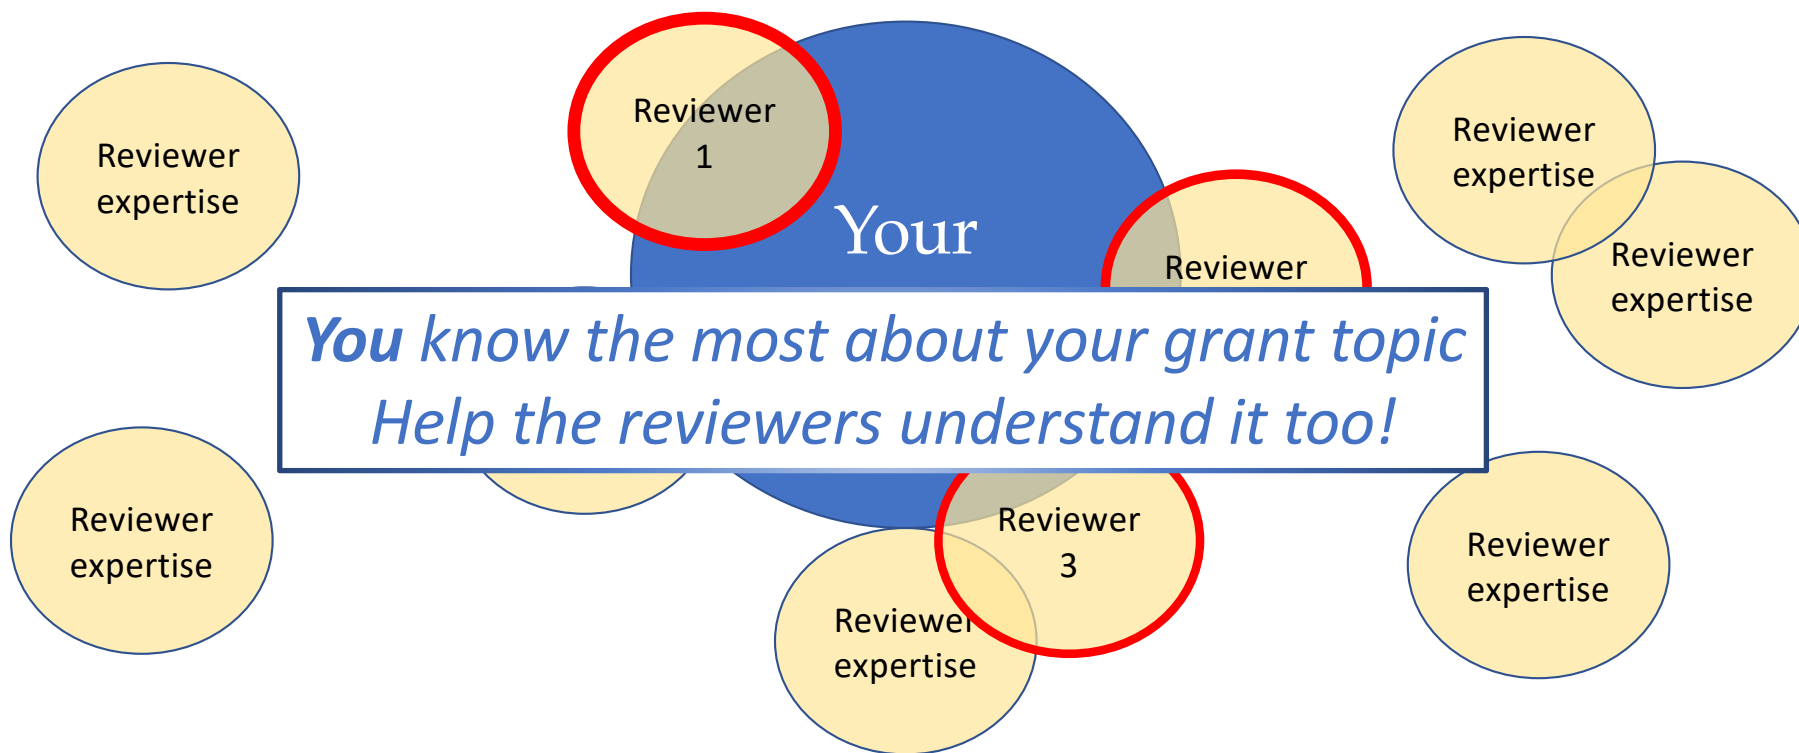 Reviewer
1
Reviewer
expertise
Reviewer
expertise
Your
Reviewer
Reviewer
expertise
You know the most about your grant topic
Help the reviewers understand it too!
Reviewer
expertise
Reviewer
3
Reviewer
expertise
Reviewer
expertise